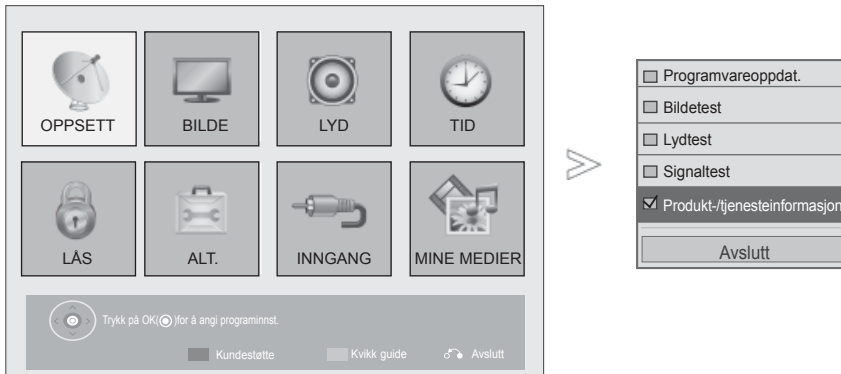 OPPSETT BILDE LYD TID
LÅS ALT. INNGANG MINE MEDIER
Trykk på OK(◉)for å angi programinnst.
Kundestøtte Kvikk guide Avslutt
Programvareoppdat.
Bildetest
Lydtest
Signaltest
Produkt-/tjenesteinformasjon
Avslutt